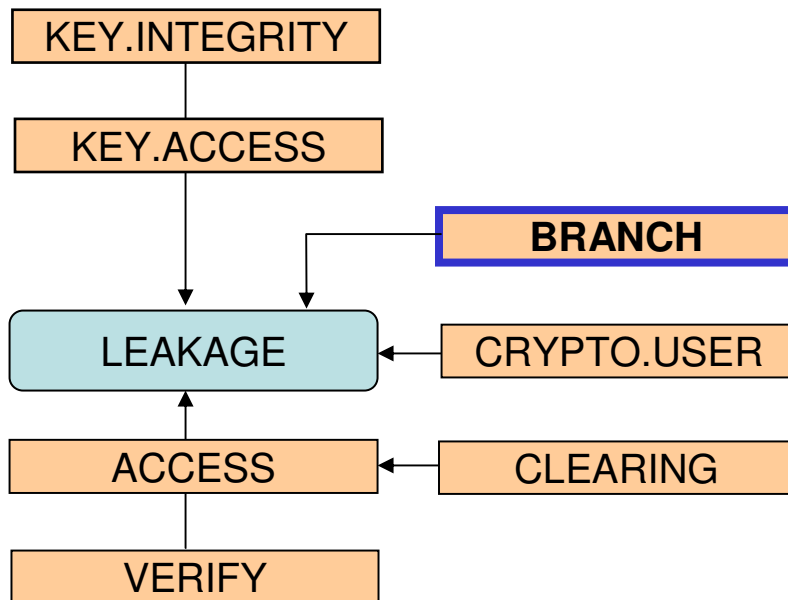 KEY.INTEGRITY
KEY.ACCESS
BRANCH
LEAKAGE
CRYPTO.USER
ACCESS
CLEARING
VERIFY